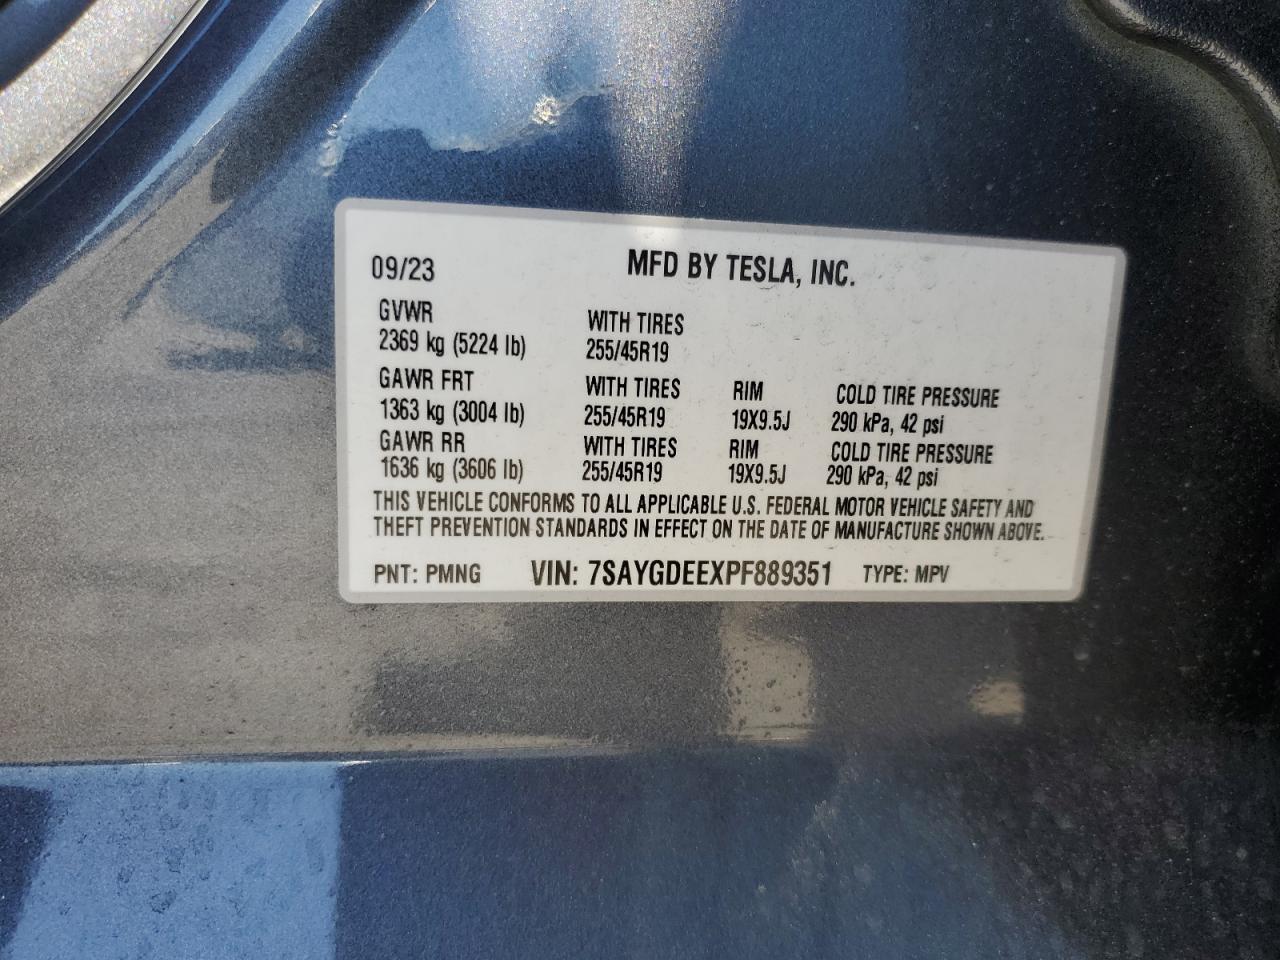 09/23 MFD BY TESLA, INC.
GVWR WITH TIRES
2369 kg (5224 lb) 255/45R19
GAWR FRT WITH TIRES RIM COLD TIRE PRESSURE
1363 kg (3004 lb) 255/45R19 19X9.5J 290 kPa, 42 psi
GAWR RR WITH TIRES RIM COLD TIRE PRESSURE
1636 kg (3606 lb) 255/45R19 19X9.5J 290 kPa, 42 psi
THIS VEHICLE CONFORMS TO ALL APPLICABLE U.S. FEDERAL MOTOR VEHICLE SAFETY AND
THEFT PREVENTION STANDARDS IN EFFECT ON THE DATE OF MANUFACTURE SHOWN ABOVE.
PNT: PMNG VIN: 7SAYGDEEXPF889351 TYPE: MPV